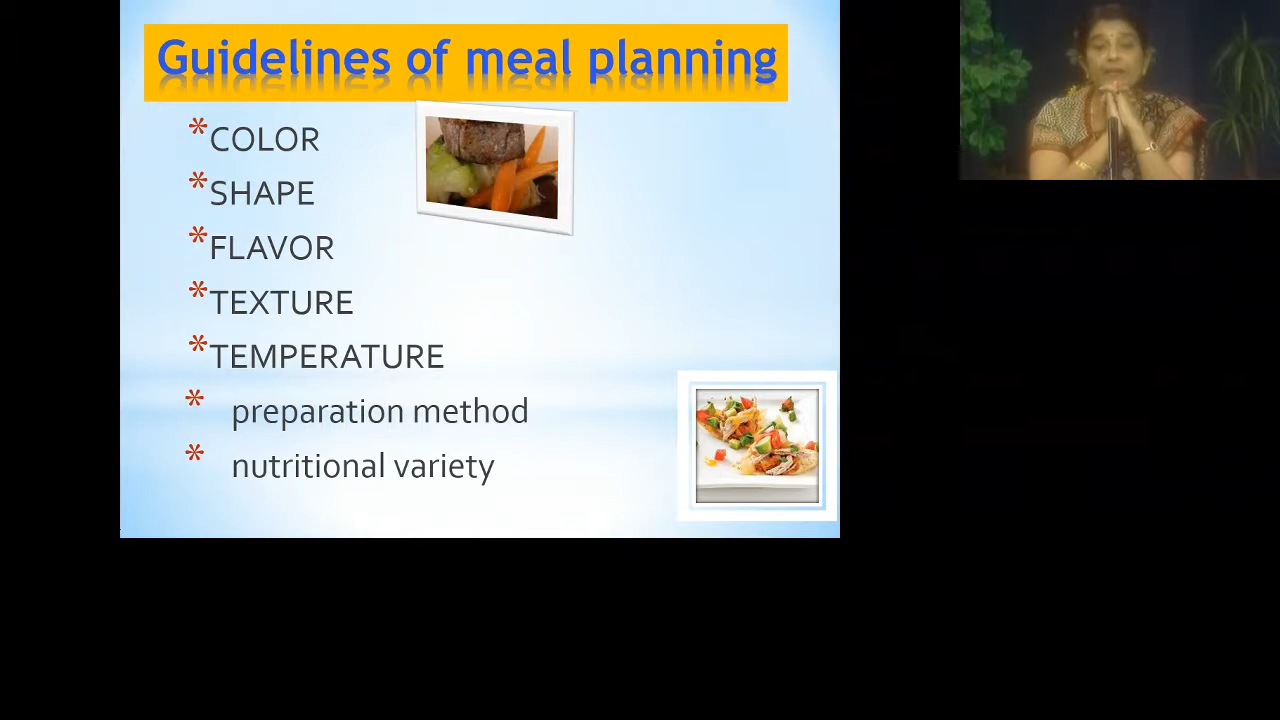 Guidelines of meal planning
*COLOR
*SHAPE
*FLAVOR
*TEXTURE
*TEMPERATURE
* preparation method
* nutritional variety